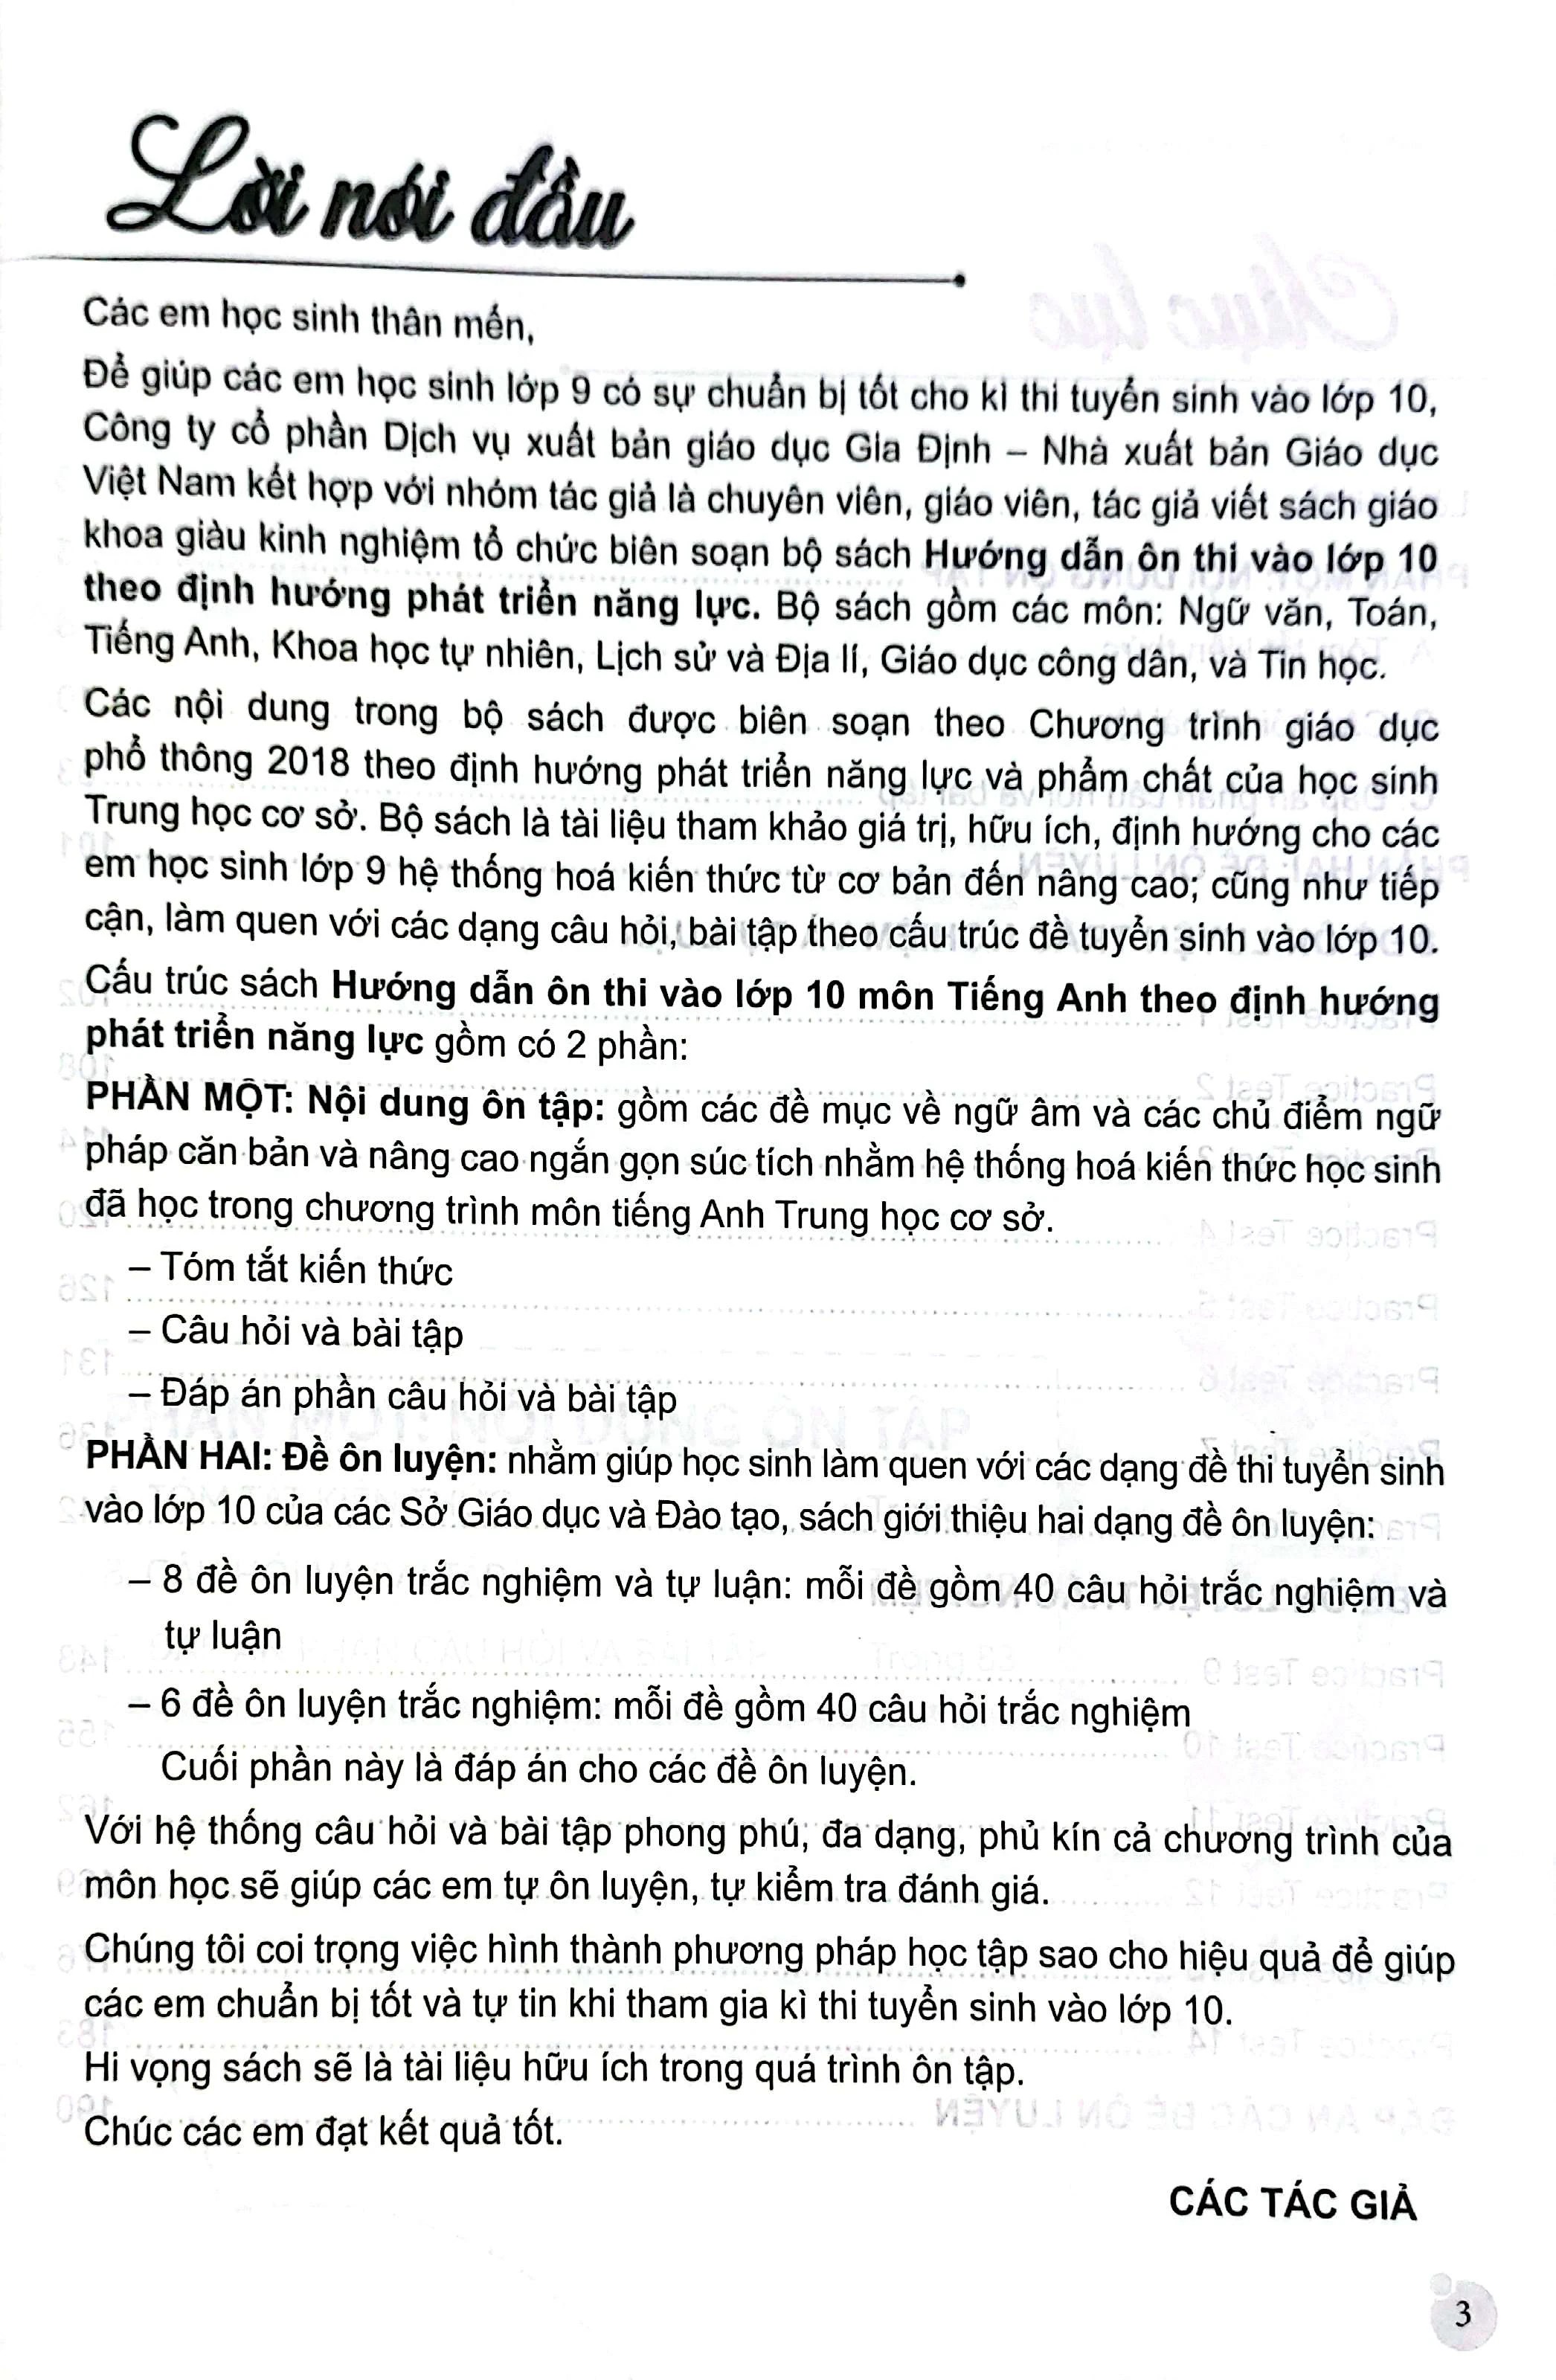 Lời nói đầu
Các em học sinh thân mến,
Để giúp các em học sinh lớp 9 có sự chuẩn bị tốt cho kì thi tuyển sinh vào lớp 10,
Công ty cổ phần Dịch vụ xuất bản giáo dục Gia Định – Nhà xuất bản Giáo dục
Việt Nam kết hợp với nhóm tác giả là chuyên viên, giáo viên, tác giả viết sách giáo
khoa giàu kinh nghiệm tổ chức biên soạn bộ sách Hướng dẫn ôn thi vào lớp 10
theo định hướng phát triển năng lực. Bộ sách gồm các môn: Ngữ văn, Toán,
Tiếng Anh, Khoa học tự nhiên, Lịch sử và Địa lí, Giáo dục công dân, và Tin học.
Các nội dung trong bộ sách được biên soạn theo Chương trình giáo dục
phổ thông 2018 theo định hướng phát triển năng lực và phẩm chất của học sinh
Trung học cơ sở. Bộ sách là tài liệu tham khảo giá trị, hữu ích, định hướng cho các
em học sinh lớp 9 hệ thống hoá kiến thức từ cơ bản đến nâng cao; cũng như tiếp
cận, làm quen với các dạng câu hỏi, bài tập theo cấu trúc đề tuyển sinh vào lớp 10.
Cấu trúc sách Hướng dẫn ôn thi vào lớp 10 môn Tiếng Anh theo định hướng
phát triển năng lực gồm có 2 phần:
PHẦN MỘT: Nội dung ôn tập: gồm các đề mục về ngữ âm và các chủ điểm ngữ
pháp căn bản và nâng cao ngắn gọn súc tích nhằm hệ thống hoá kiến thức học sinh
đã học trong chương trình môn tiếng Anh Trung học cơ sở.
– Tóm tắt kiến thức
– Câu hỏi và bài tập
– Đáp án phần câu hỏi và bài tập
PHẦN HAI: Đề ôn luyện: nhằm giúp học sinh làm quen với các dạng đề thi tuyển sinh
vào lớp 10 của các Sở Giáo dục và Đào tạo, sách giới thiệu hai dạng đề ôn luyện:
– 8 đề ôn luyện trắc nghiệm và tự luận: mỗi đề gồm 40 câu hỏi trắc nghiệm và
tự luận
– 6 đề ôn luyện trắc nghiệm: mỗi đề gồm 40 câu hỏi trắc nghiệm
Cuối phần này là đáp án cho các đề ôn luyện.
Với hệ thống câu hỏi và bài tập phong phú, đa dạng, phủ kín cả chương trình của
môn học sẽ giúp các em tự ôn luyện, tự kiểm tra đánh giá.
Chúng tôi coi trọng việc hình thành phương pháp học tập sao cho hiệu quả để giúp
các em chuẩn bị tốt và tự tin khi tham gia kì thi tuyển sinh vào lớp 10.
Hi vọng sách sẽ là tài liệu hữu ích trong quá trình ôn tập.
Chúc các em đạt kết quả tốt.
CÁC TÁC GIẢ
3